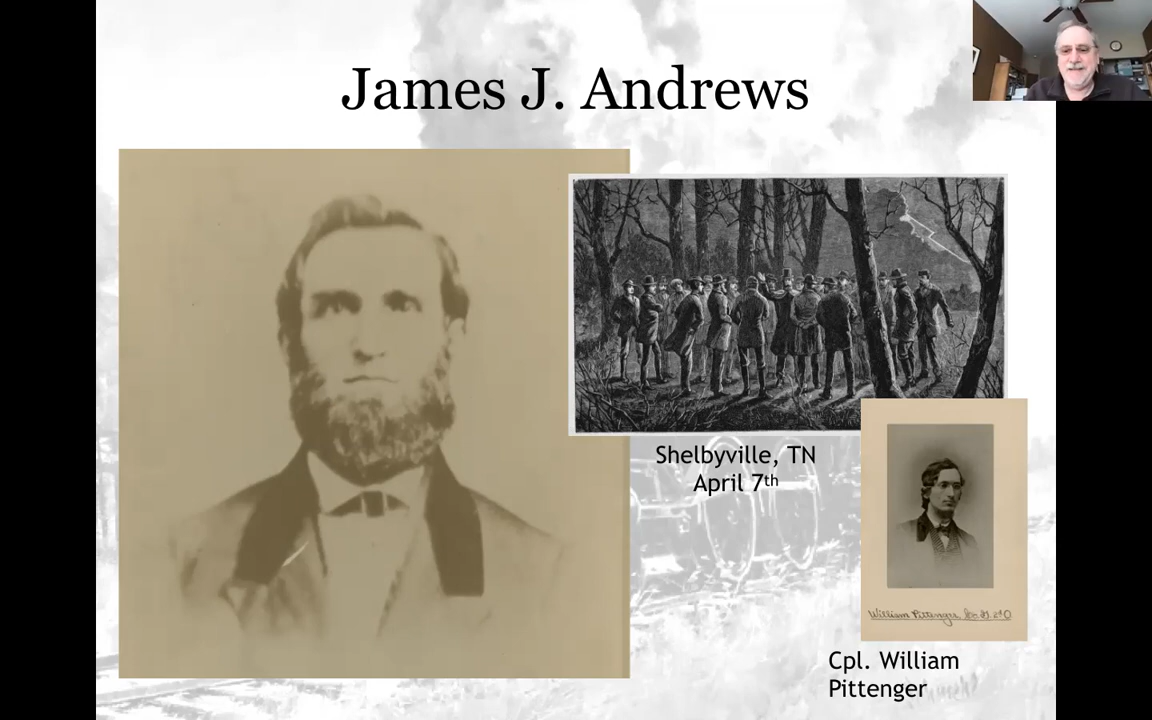 James J. Andrews
Shelbyville, TN
April 7th
William Pittenger
Cpl. William
Pittenger